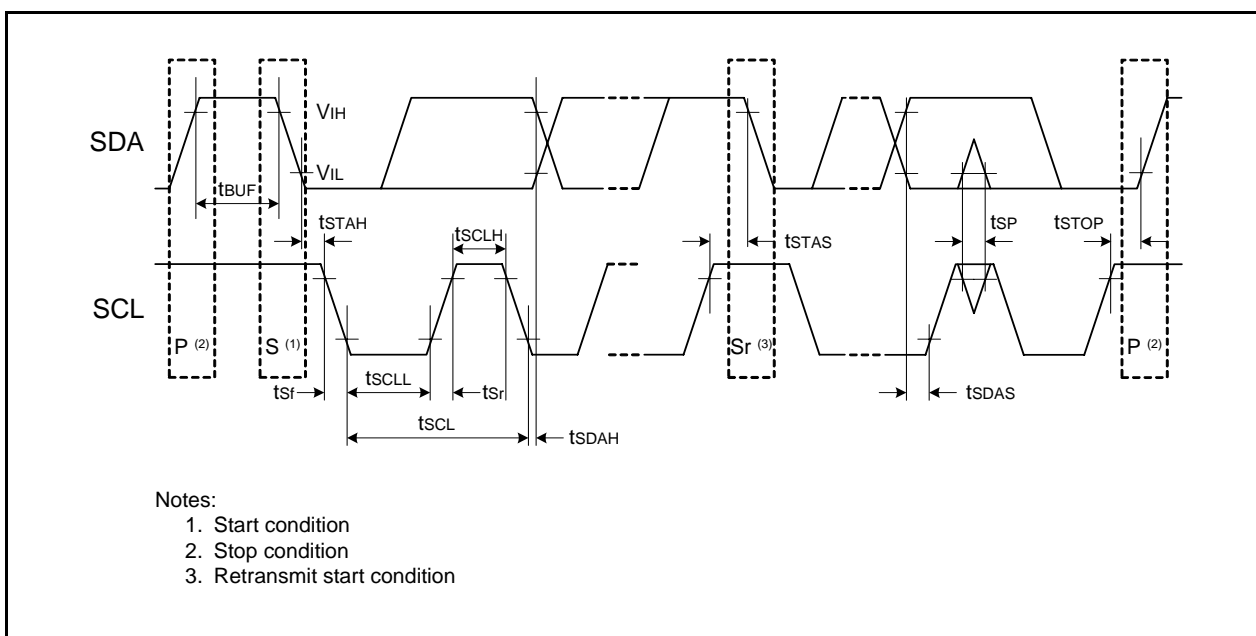 SDA
VIH
VIL
tBUF
tSTAH
tSCLH
tSTAS
tSP
tSTOP
SCL
P (2)
S (1)
Sr (3)
P (2)
tSf
tSCLL
tSr
tSDAS
tSCL
tSDAH
Notes:
1. Start condition
2. Stop condition
3. Retransmit start condition